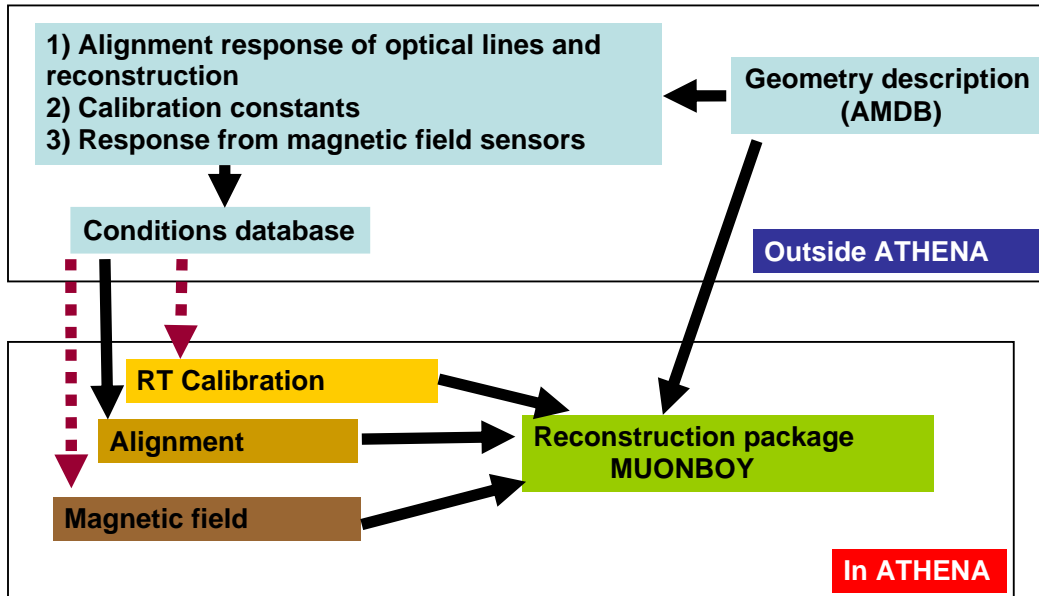 1) Alignment response of optical lines and
reconstruction
2) Calibration constants
3) Response from magnetic field sensors
Geometry description
(AMDB)
Conditions database
Outside ATHENA
RT Calibration
Alignment
Reconstruction package
MUONBOY
Magnetic field
In ATHENA